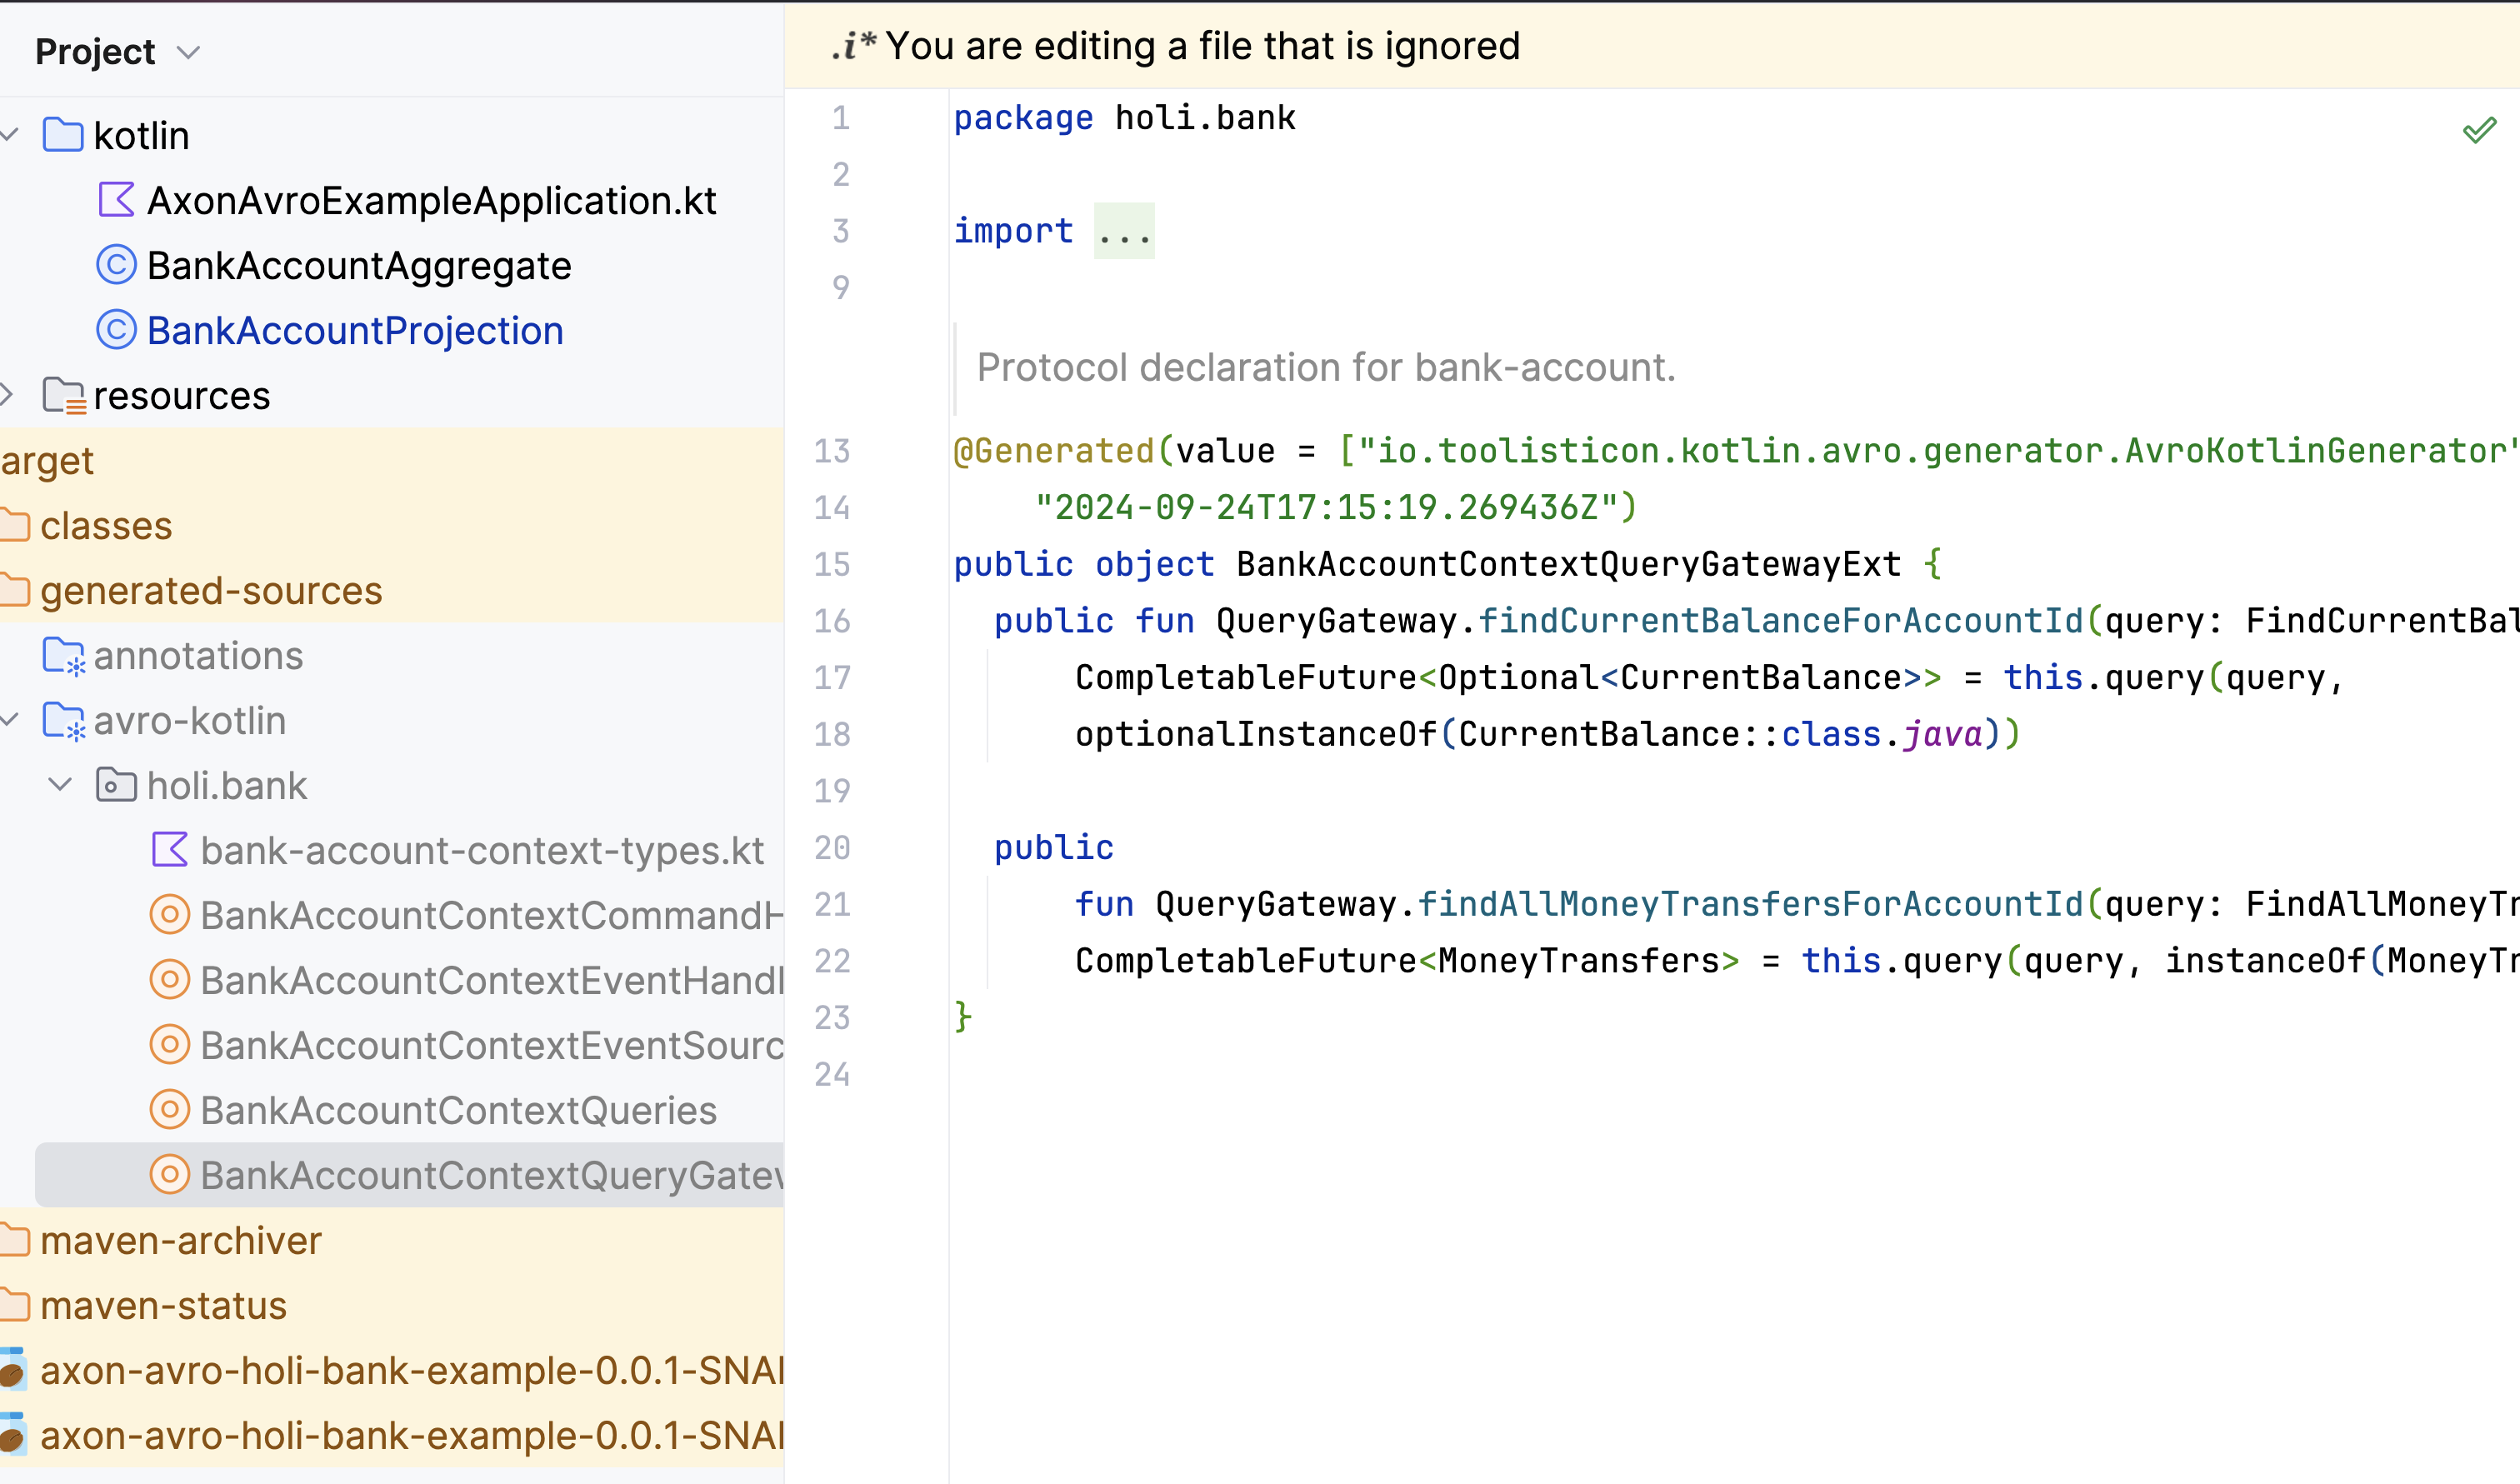 Project
kotlin
AxonAvroExampleApplication.kt
BankAccountAggregate
BankAccountProjection
resources
arget
classes
generated-sources
annotations
avro-kotlin
holi.bank
bank-account-context-types.kt
BankAccountContextCommandH
BankAccountContextEventHandl
BankAccountContextEventSourc
BankAccountContextQueries
BankAccountContextQueryGatew
maven-archiver
maven-status
axon-avro-holi-bank-example-0.0.1-SNA
axon-avro-holi-bank-example-0.0.1-SNA
.i* You are editing a file that is ignored
1 package holi.bank
2
3 import ...
9
Protocol declaration for bank-account.
13 @Generated(value = ["io.toolisticon.kotlin.avro.generator.AvroKotlinGenerator"
14 "2024-09-24T17:15:19.269436Z")
15 public object BankAccountContextQueryGatewayExt {
16 public fun QueryGateway.findCurrentBalanceForAccountId(query: FindCurrentBal
17 CompletableFuture<Optional<CurrentBalance>> = this.query(query,
18 optionalInstanceOf(CurrentBalance::class.java))
19
20 public
21 fun QueryGateway.findAllMoneyTransfersForAccountId(query: FindAllMoneyTr
22 CompletableFuture<MoneyTransfers> = this.query(query, instanceOf(MoneyTr
23 }
24